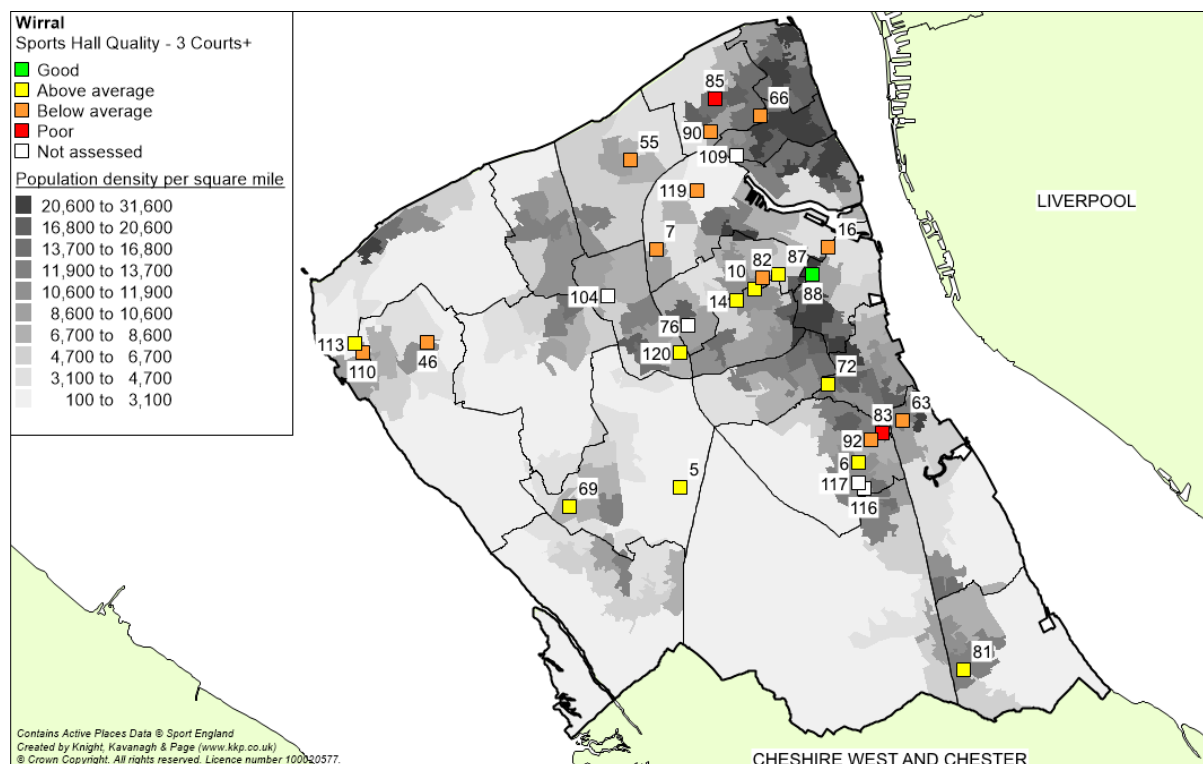 Wirral
Sports Hall Quality - 3 Courts+
Good
Above average
Below average
Poor
Not assessed
Population density per square mile
20,600 to 31,600
16,800 to 20,600
13,700 to 16,800
11,900 to 13,700
10,600 to 11,900
8,600 to 10,600
6,700 to 8,600
4,700 to 6,700
3,100 to 4,700
100 to 3,100
85
66
90
55
109
119
LIVERPOOL
7
16
87
82
10
88
104
14
76
113
46
110
120
72
63
83
92
6
5
117
69
116
81
Contains Active Places Data © Sport England
Created by Knight, Kavanagh & Page (www.kkp.co.uk)
© Crown Copyright. All rights reserved. Licence number 100020577.
CHESHIRE WEST AND CHESTER